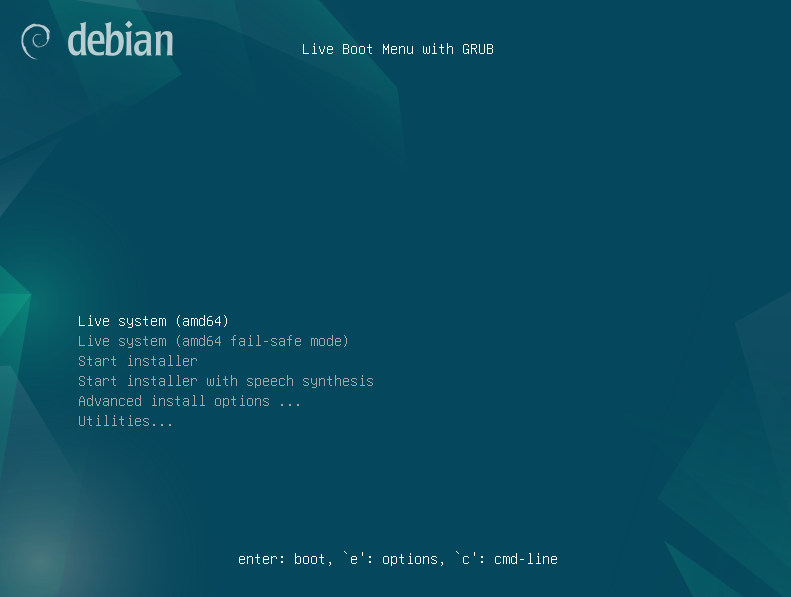 debian
Live Boot Menu with GRUB
Live system (amd64)
Live system (amd64 fail-safe mode)
Start installer
Start installer with speech synthesis
Advanced install options ...
Utilities...
enter: boot, `e': options, `c': cmd-line